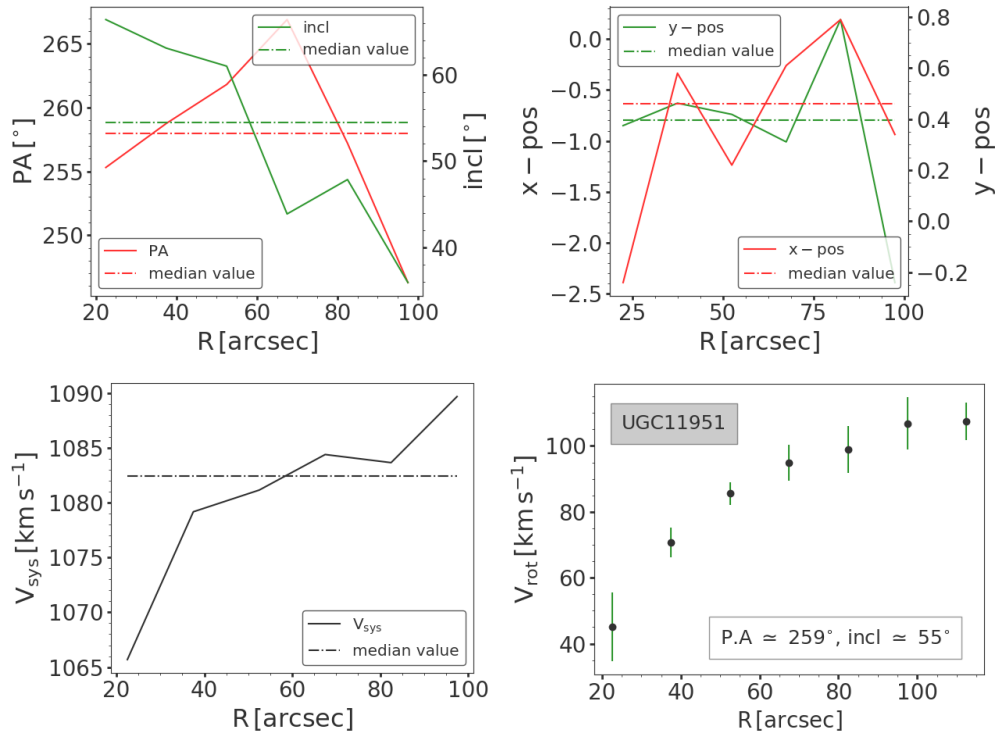 incl
median value
PA
median value
PA [°]
265
260
255
250
incl [°]
60
50
40
20
40
60
80
100
R [arcsec]
y − pos
median value
x − pos
median value
x − pos
0.0
−0.5
−1.0
−1.5
−2.0
−2.5
y − pos
0.8
0.6
0.4
0.2
0.0
−0.2
25
50
75
100
R [arcsec]
V_sys [km s⁻¹]
1090
1085
1080
1075
1070
1065
V_sys
median value
20
40
60
80
100
R [arcsec]
UGC11951
V_rot [km s⁻¹]
100
80
60
40
P.A ≃ 259°, incl ≃ 55°
20
40
60
80
100
R [arcsec]